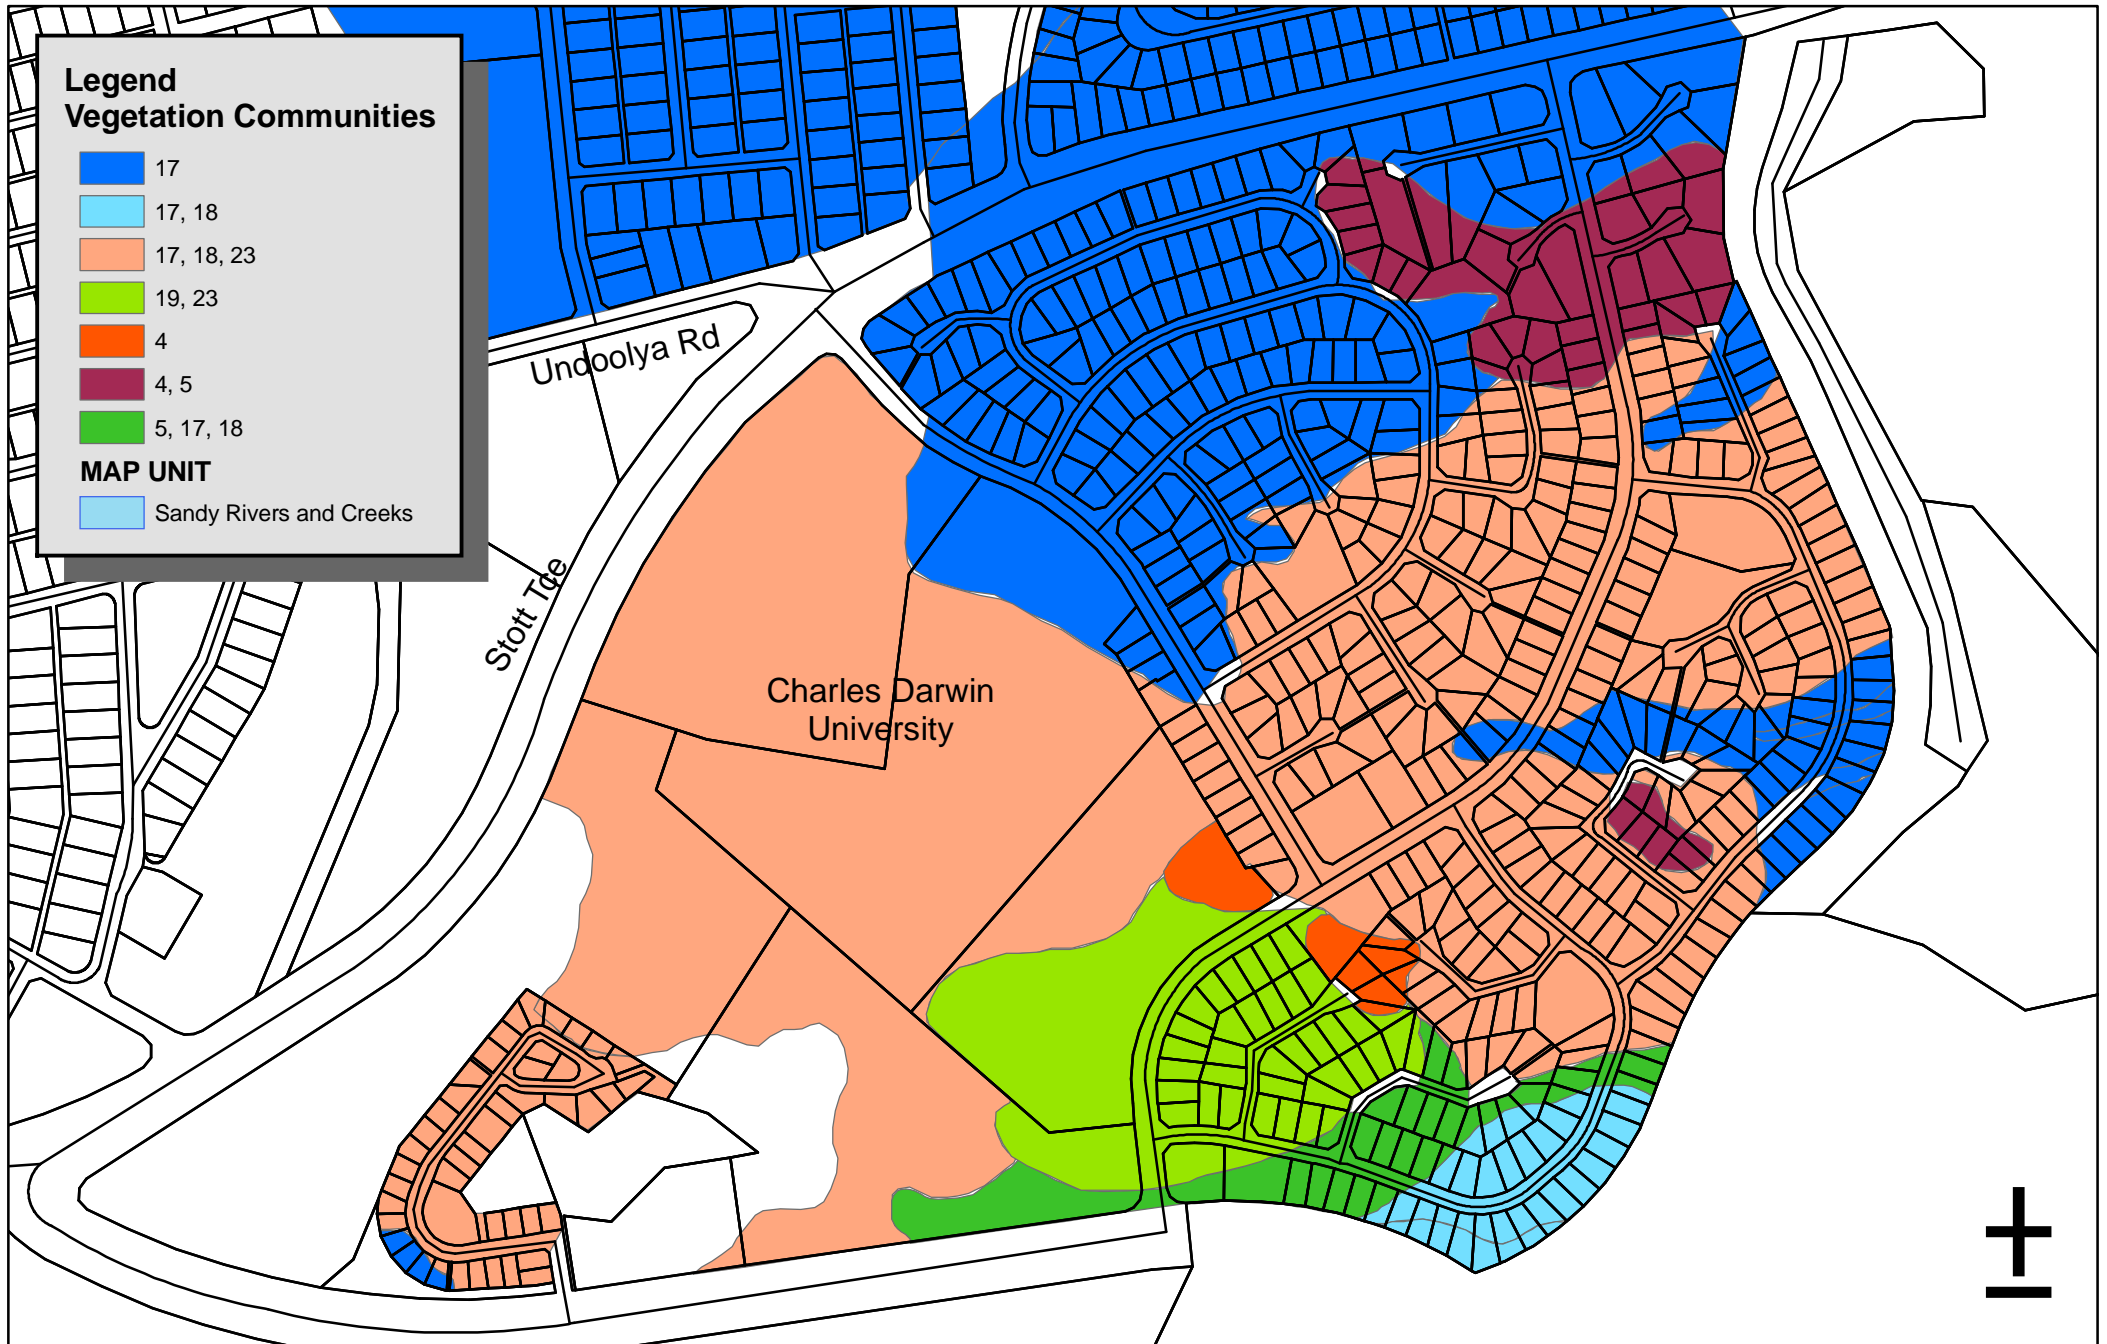 Legend
Vegetation Communities
17
17, 18
17, 18, 23
19, 23
4
4, 5
5, 17, 18
MAP UNIT
Sandy Rivers and Creeks
Undoolya Rd
Stott Tce
Charles Darwin
University